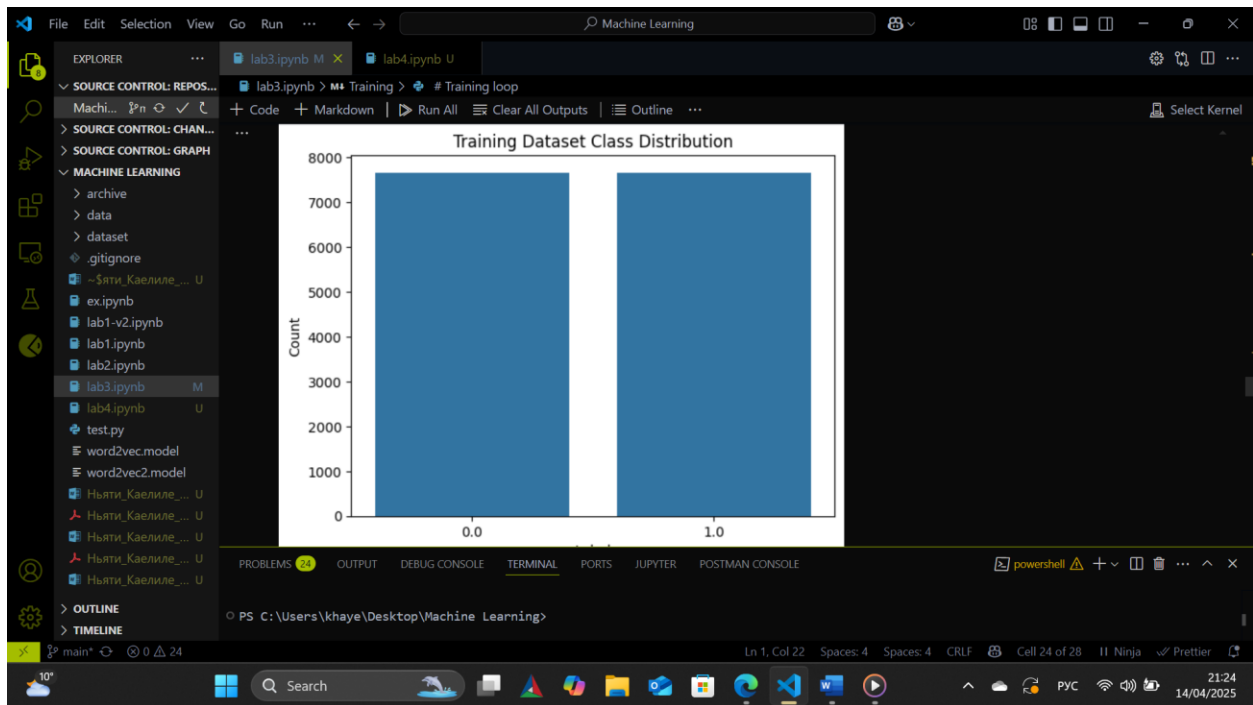 File Edit Selection View Go Run ··· Machine Learning
EXPLORER ···
SOURCE CONTROL: REPOS...
Machi...
SOURCE CONTROL: CHAN...
SOURCE CONTROL: GRAPH
MACHINE LEARNING
archive
data
dataset
.gitignore
~$яти_Каелиле_... U
ex.ipynb
lab1-v2.ipynb
lab1.ipynb
lab2.ipynb
lab3.ipynb M
lab4.ipynb U
test.py
word2vec.model
word2vec2.model
Ньяти_Каелиле_... U
Ньяти_Каелиле_... U
Ньяти_Каелиле_... U
Ньяти_Каелиле_... U
Ньяти_Каелиле_... U
OUTLINE
TIMELINE
8
lab3.ipynb M lab4.ipynb U
lab3.ipynb > M↓ Training > # Training loop
+ Code + Markdown | Run All Clear All Outputs | Outline ··· Select Kernel
Training Dataset Class Distribution
Count
8000
7000
6000
5000
4000
3000
2000
1000
0
0.0 1.0
PROBLEMS 24 OUTPUT DEBUG CONSOLE TERMINAL PORTS JUPYTER POSTMAN CONSOLE powershell
PS C:\Users\khaye\Desktop\Machine Learning>
main* 0 24 Ln 1, Col 22 Spaces: 4 Spaces: 4 CRLF Cell 24 of 28 Ninja Prettier
10° Search РУС 21:24
14/04/2025